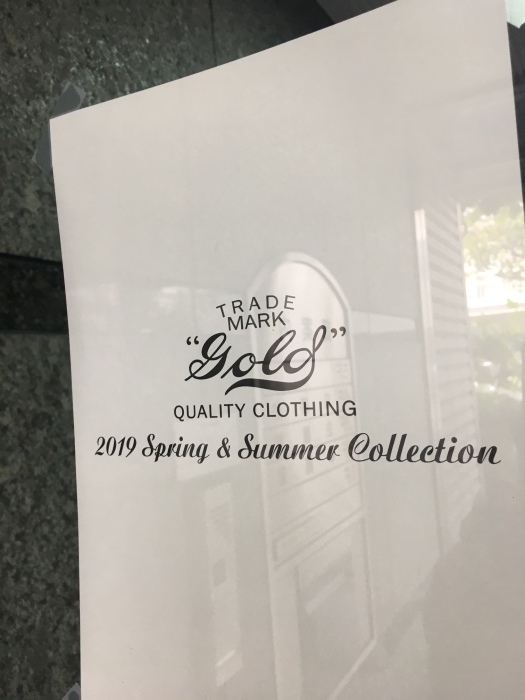 TRADE
MARK
“Gold”
QUALITY CLOTHING
2019 Spring & Summer Collection